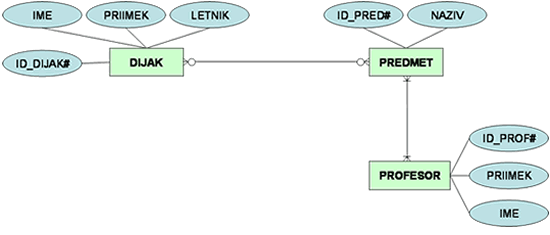 IME
PRIIMEK
LETNIK
ID_PRED#
NAZIV
ID_DIJAK#
DIJAK
PREDMET
ID_PROF#
PROFESOR
PRIIMEK
IME